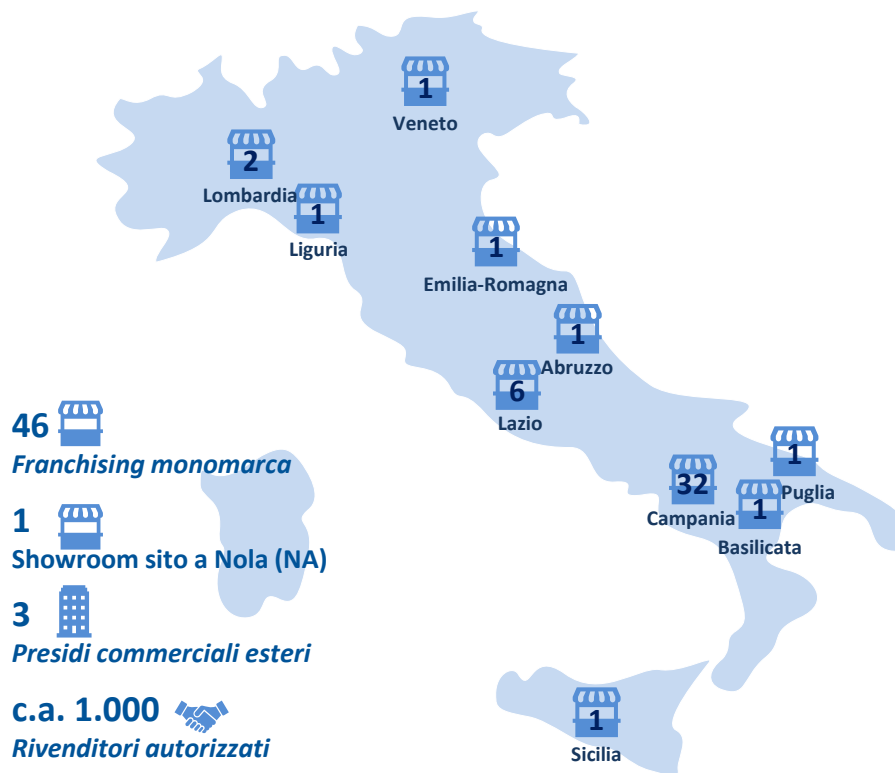 1
Veneto
2
Lombardia
1
Liguria
1
Emilia-Romagna
1
Abruzzo
6
Lazio
1
Puglia
32
Campania
1
Basilicata
1
Sicilia
46
Franchising monomarca
1
Showroom sito a Nola (NA)
3
Presidi commerciali esteri
c.a. 1.000
Rivenditori autorizzati